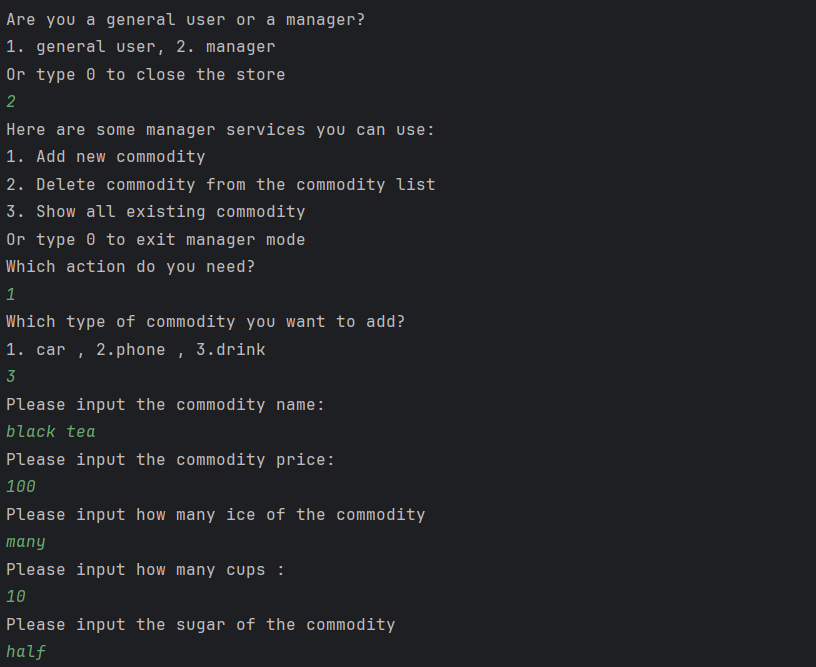 Are you a general user or a manager?
1. general user, 2. manager
Or type 0 to close the store
2
Here are some manager services you can use:
1. Add new commodity
2. Delete commodity from the commodity list
3. Show all existing commodity
Or type 0 to exit manager mode
Which action do you need?
1
Which type of commodity you want to add?
1. car , 2.phone , 3.drink
3
Please input the commodity name:
black tea
Please input the commodity price:
100
Please input how many ice of the commodity
many
Please input how many cups :
10
Please input the sugar of the commodity
half